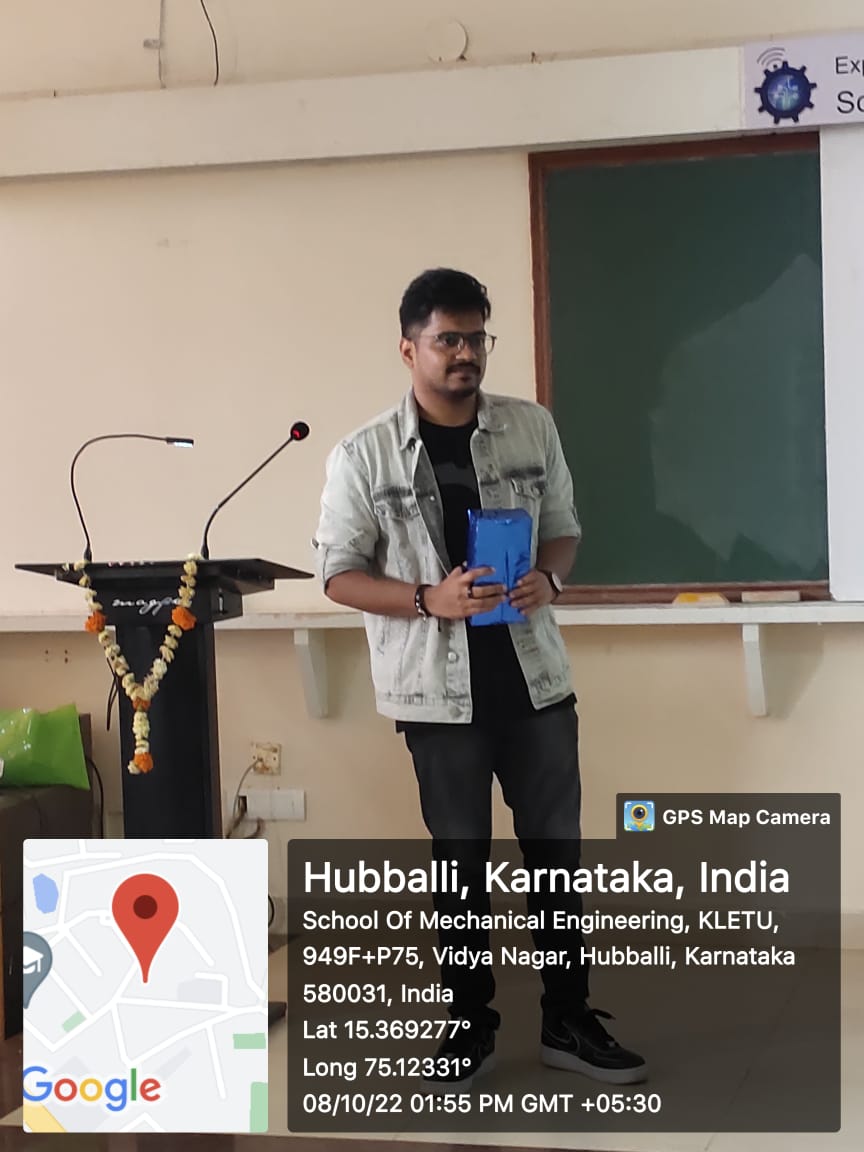 magpie
GPS Map Camera
Hubballi, Karnataka, India
School Of Mechanical Engineering, KLETU,
949F+P75, Vidya Nagar, Hubballi, Karnataka
580031, India
Lat 15.369277°
Long 75.12331°
08/10/22 01:55 PM GMT +05:30
Google